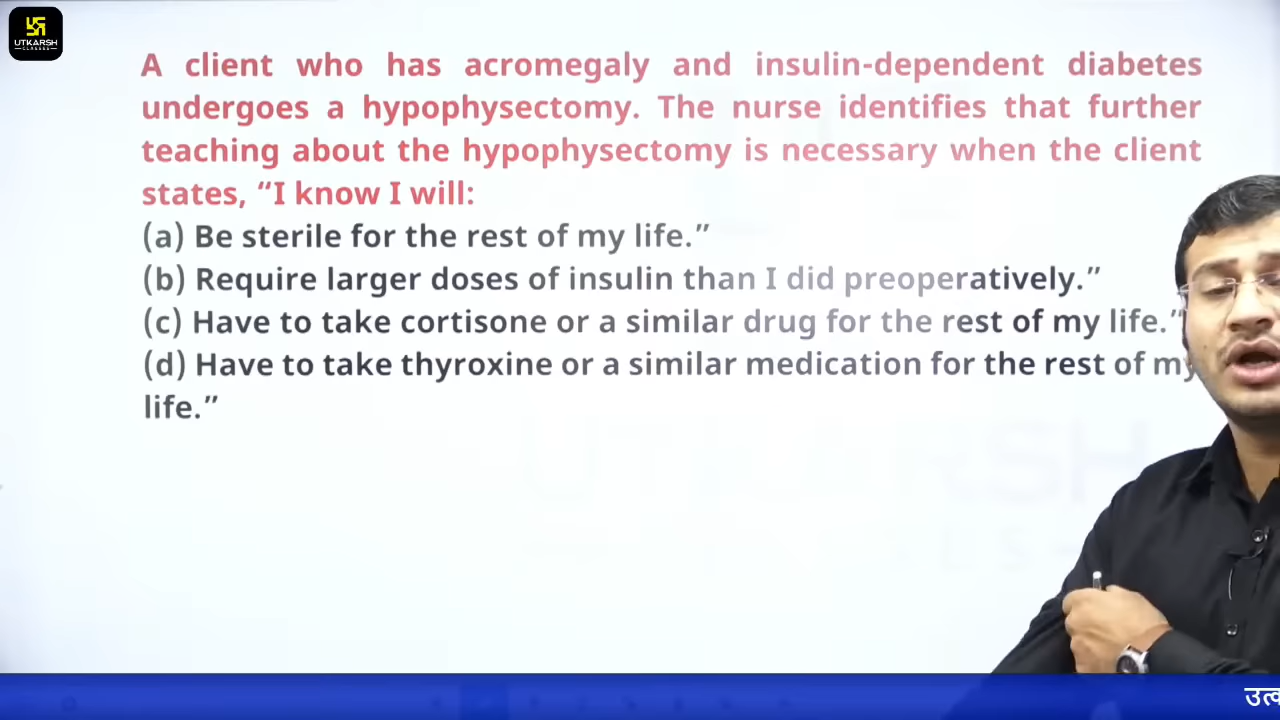 UTKARSH
CLASSES
A client who has acromegaly and insulin-dependent diabetes
undergoes a hypophysectomy. The nurse identifies that further
teaching about the hypophysectomy is necessary when the client
states, “I know I will:
(a) Be sterile for the rest of my life.”
(b) Require larger doses of insulin than I did preoperatively.”
(c) Have to take cortisone or a similar drug for the rest of my life.”
(d) Have to take thyroxine or a similar medication for the rest of my
life.”
UTKARSH